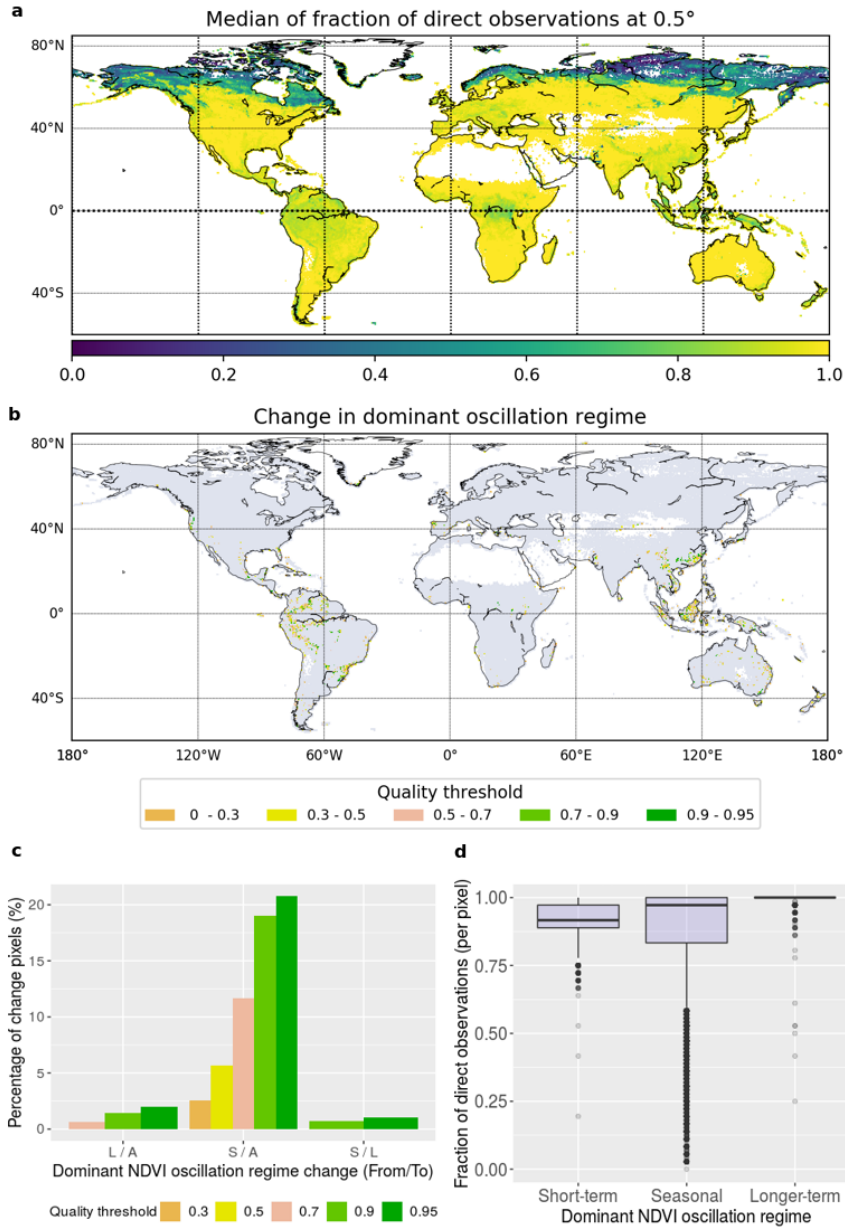 a
Median of fraction of direct observations at 0.5°
80°N
40°N
0°
40°S
0.0 0.2 0.4 0.6 0.8 1.0
b
Change in dominant oscillation regime
80°N
40°N
0°
40°S
180° 120°W 60°W 0° 60°E 120°E 180°
Quality threshold
0 - 0.3 0.3 - 0.5 0.5 - 0.7 0.7 - 0.9 0.9 - 0.95
c
Percentage of change pixels (%)
20
15
10
5
0
L / A S / A S / L
Dominant NDVI oscillation regime change (From/To)
Quality threshold 0.3 0.5 0.7 0.9 0.95
d
Fraction of direct observations (per pixel)
1.00
0.75
0.50
0.25
0.00
Short-term Seasonal Longer-term
Dominant NDVI oscillation regime